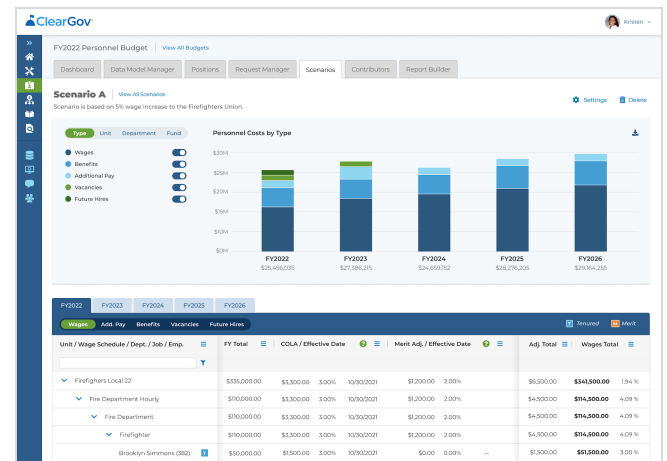 ClearGov
Kristen
FY2022 Personnel Budget View All Budgets
Dashboard Data Model Manager Positions Request Manager Scenarios Contributors Report Builder
Scenario A View All Scenarios
Scenario is based on 5% wage increase to the Firefighters Union.
Settings Delete
Type Unit Department Fund
Personnel Costs by Type
Wages
Benefits
Additional Pay
Vacancies
Future Hires
$30M
$25M
$20M
$15M
$10M
$0M
FY2022 FY2023 FY2024 FY2025 FY2026
$25,456,035 $27,386,215 $24,659,152 $28,276,205 $29,164,255
FY2022 FY2023 FY2024 FY2025 FY2026
Wages Add. Pay Benefits Vacancies Future Hires
T Tenured M Merit
Unit / Wage Schedule / Dept. / Job / Emp. FY Total COLA / Effective Date Merit Adj. / Effective Date Adj. Total Wages Total
Firefighers Local 22 $335,000.00 $3,300.00 3.00% 10/30/2021 $1,200.00 2.00% $6,500.00 $341,500.00 1.94 %
Fire Department Hourly $110,000.00 $3,300.00 3.00% 10/30/2021 $1,200.00 2.00% $4,500.00 $114,500.00 4.09 %
Fire Department $110,000.00 $3,300.00 3.00% 10/30/2021 $1,200.00 2.00% $4,500.00 $114,500.00 4.09 %
Firefighter $110,000.00 $3,300.00 3.00% 10/30/2021 $1,200.00 2.00% $4,500.00 $114,500.00 4.09 %
Brooklyn Simmons (382) T $50,000.00 $1,500.00 3.00% 10/30/2021 $0.00 0.00% -- $1,500.00 $51,500.00 3.00 %